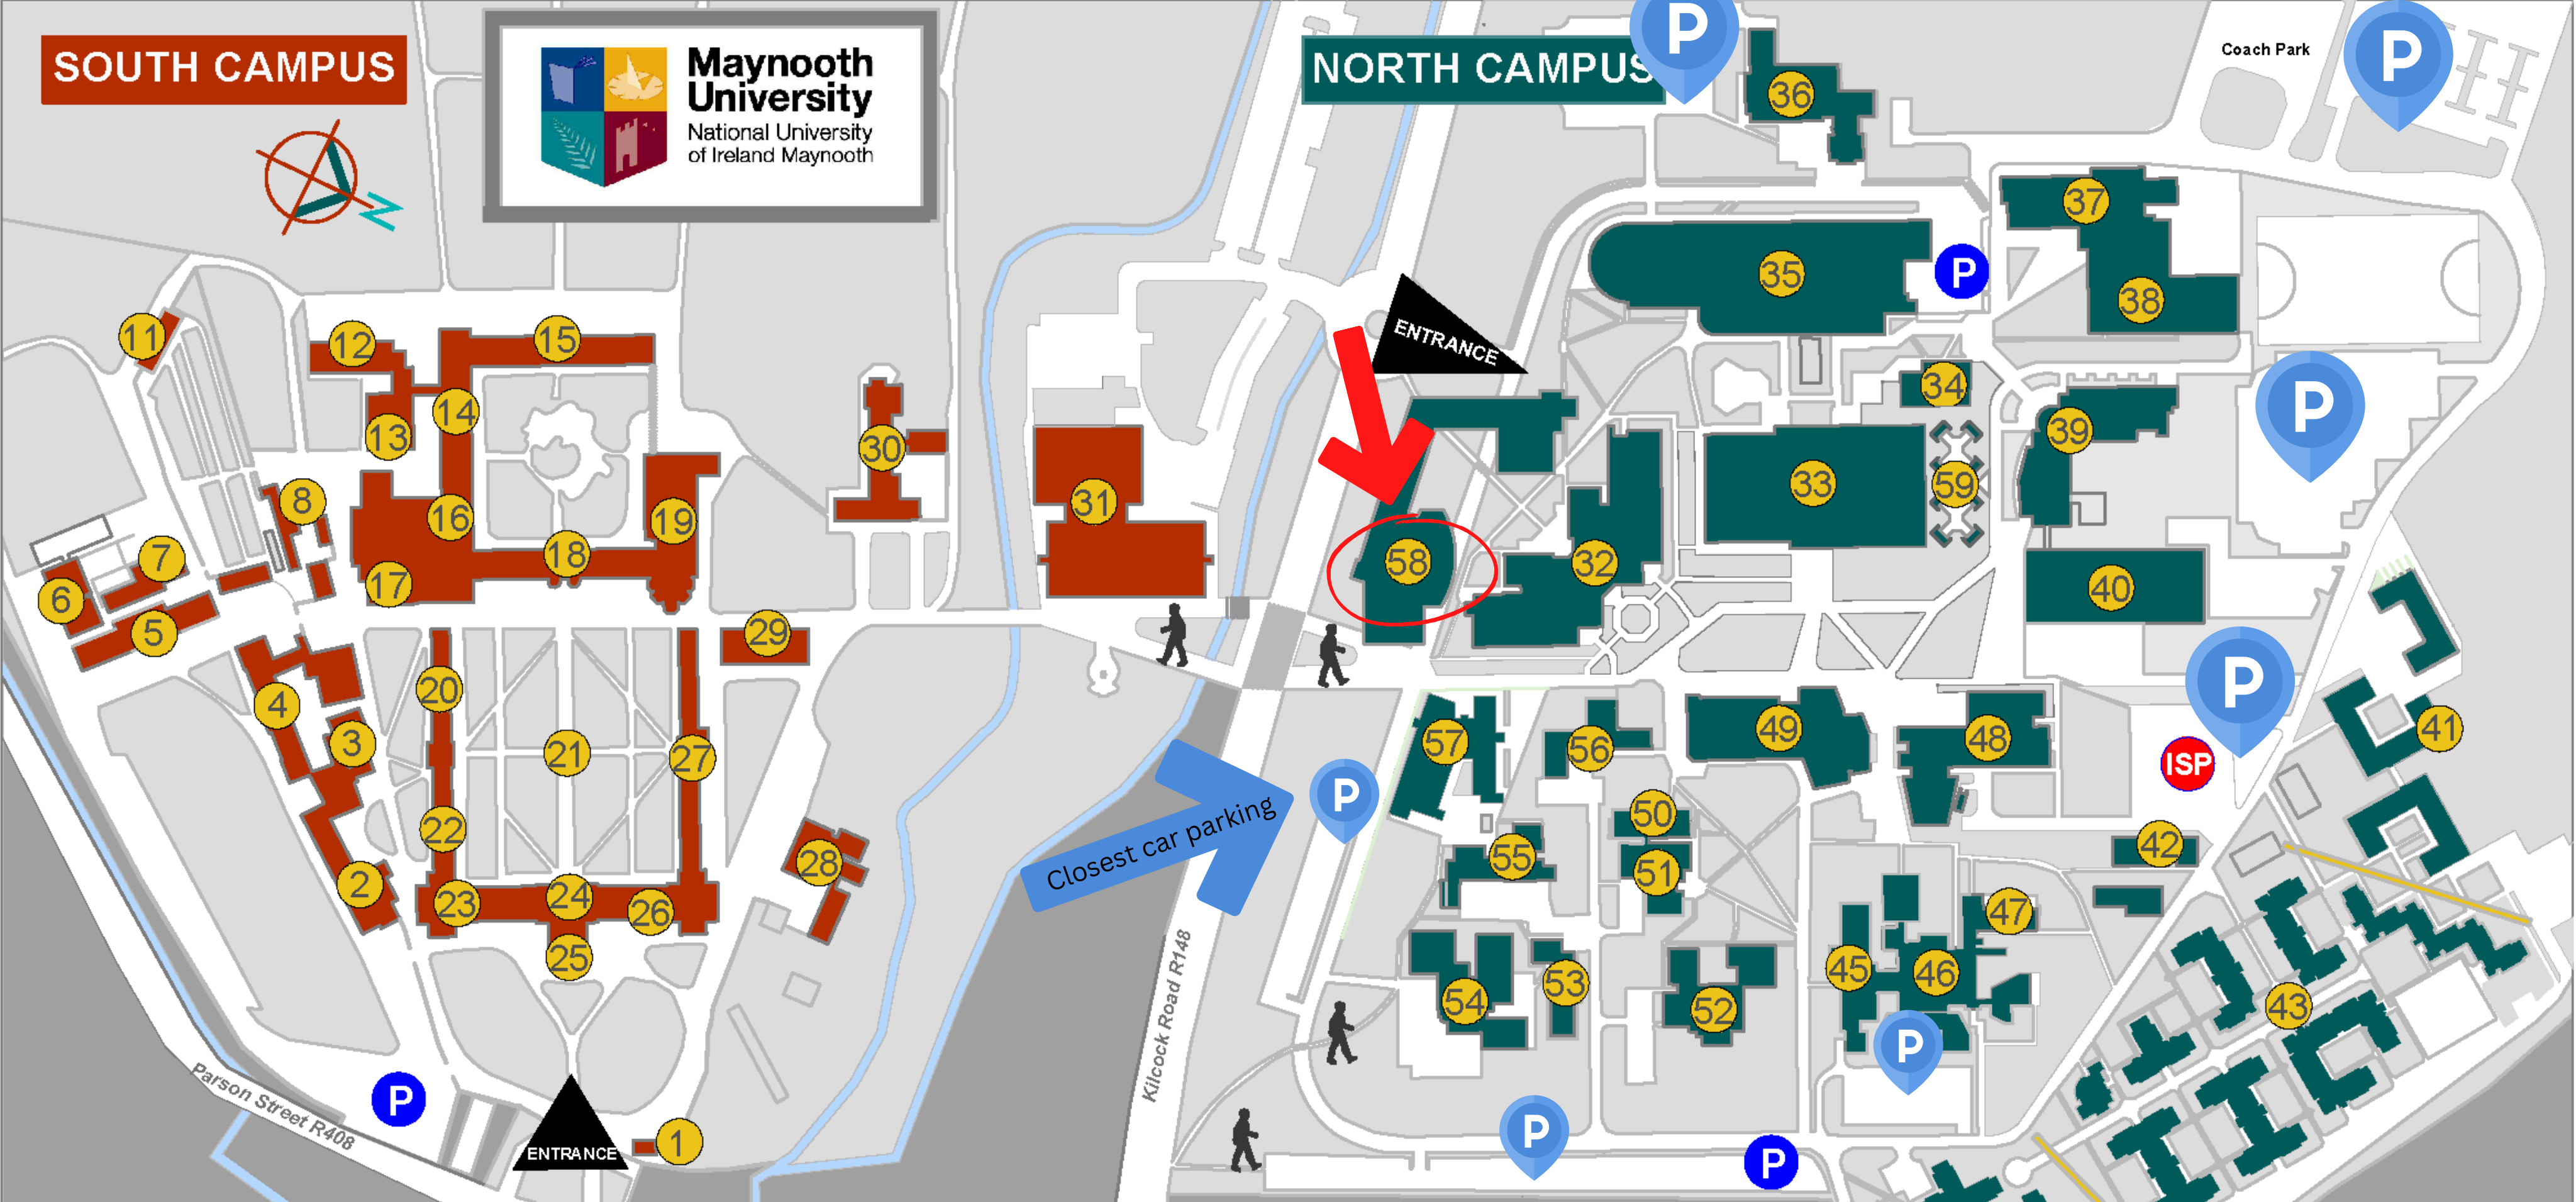 SOUTH CAMPUS
Maynooth
University
National University
of Ireland Maynooth
N
NORTH CAMPUS
P
36
Coach Park
P
37
35
P
38
11
12
15
ENTRANCE
34
14
13
30
39
P
8
31
33
59
16
19
7
18
58
32
6
17
40
5
29
20
4
57
56
49
48
P
41
3
21
27
ISP
P
Closest car parking
50
22
55
51
42
28
2
23
24
26
47
25
54
53
52
45
46
43
Kilcock Road R148
P
Parson Street R408
P
ENTRANCE
1
P
P